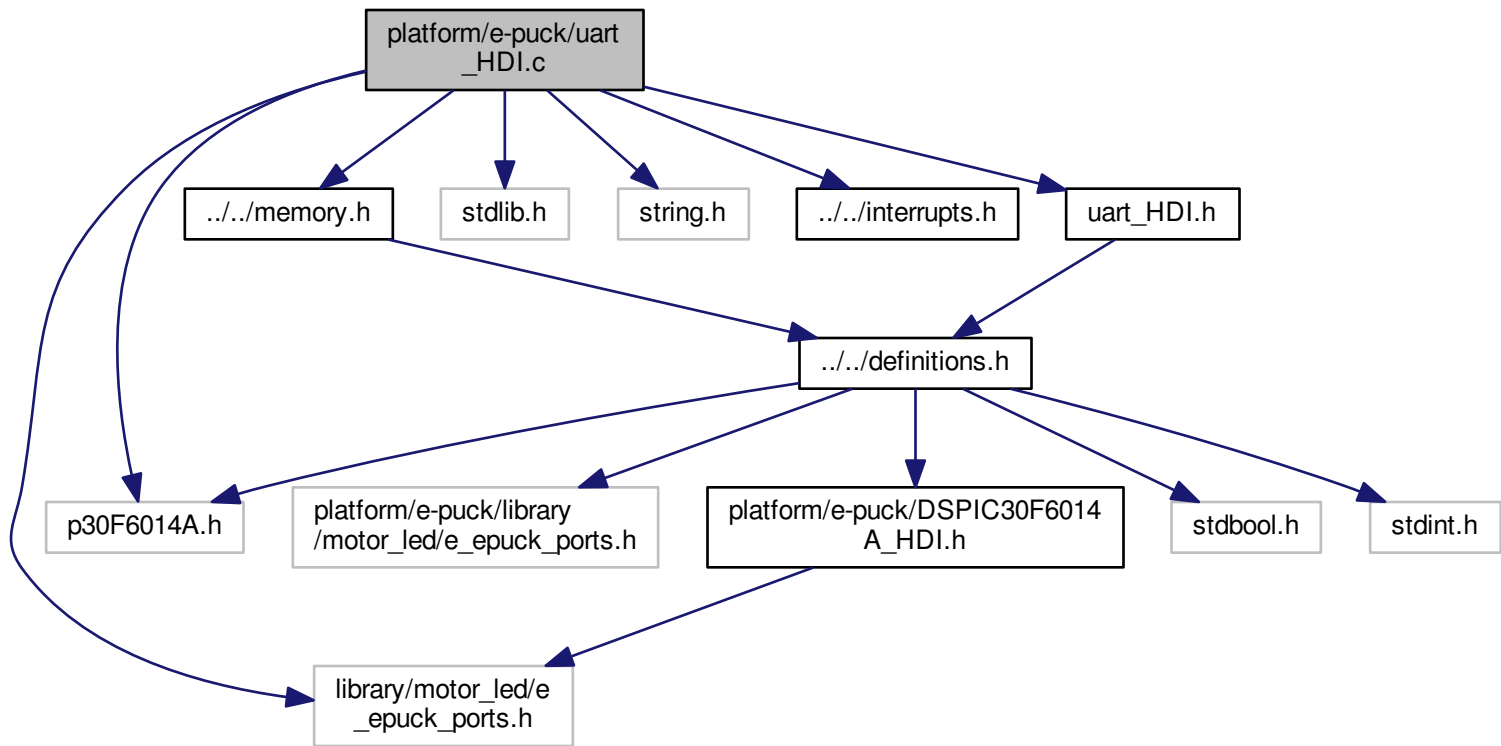 platform/e-puck/uart
_HDI.c
../../memory.h
stdlib.h
string.h
../../interrupts.h
uart_HDI.h
../../definitions.h
p30F6014A.h
platform/e-puck/library
/motor_led/e_epuck_ports.h
platform/e-puck/DSPIC30F6014
A_HDI.h
stdbool.h
stdint.h
library/motor_led/e
_epuck_ports.h